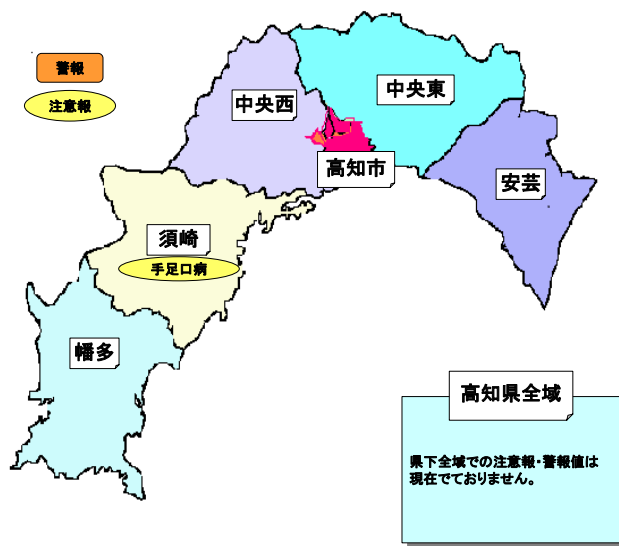 警報
注意報
中央西
中央東
高知市
安芸
須崎
手足口病
幡多
高知県全域
県下全域での注意報・警報値は
現在でておりません。